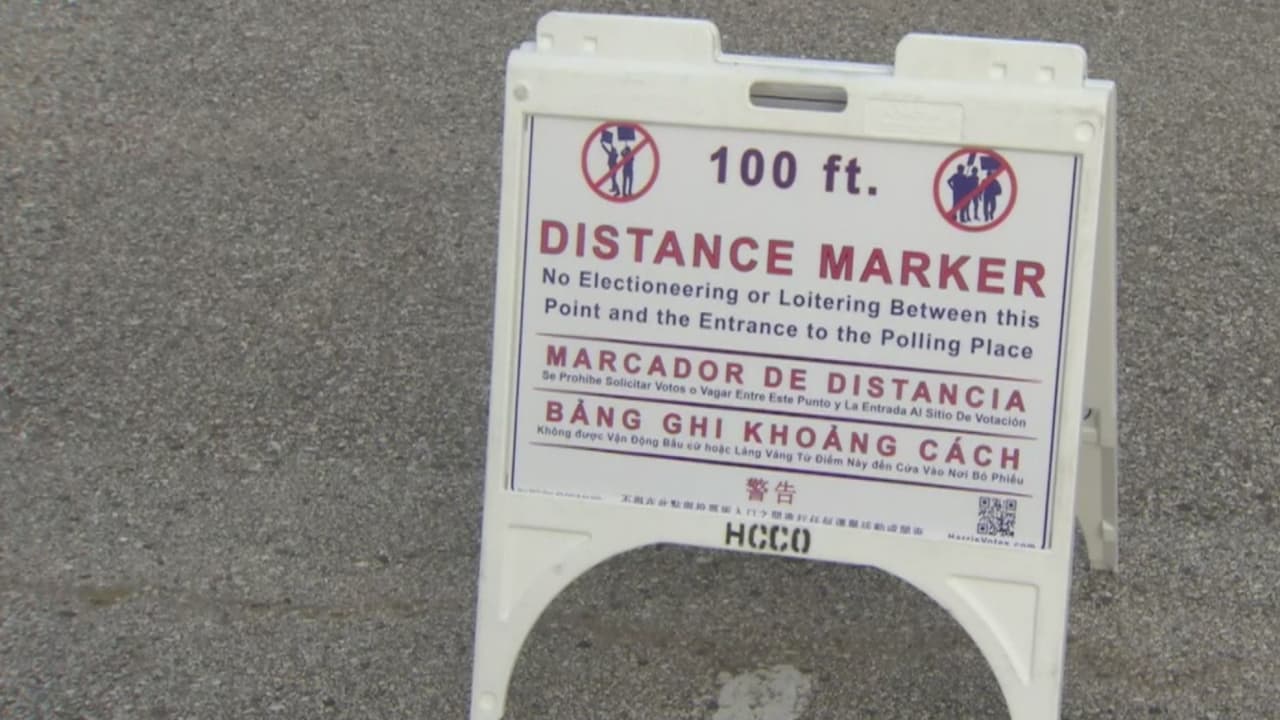 100 ft.
DISTANCE MARKER
No Electioneering or Loitering Between this
Point and the Entrance to the Polling Place
MARCADOR DE DISTANCIA
Se Prohibe Solicitar Votos o Vagar Entre Este Punto y La Entrada Al Sitio De Votación
BẢNG GHI KHOẢNG CÁCH
Không được Vận Động Bầu cử hoặc Lảng Vảng Từ Điểm Này đến Cửa Vào Nơi Bỏ Phiếu
警告
HarrisVotes.com
HCCO